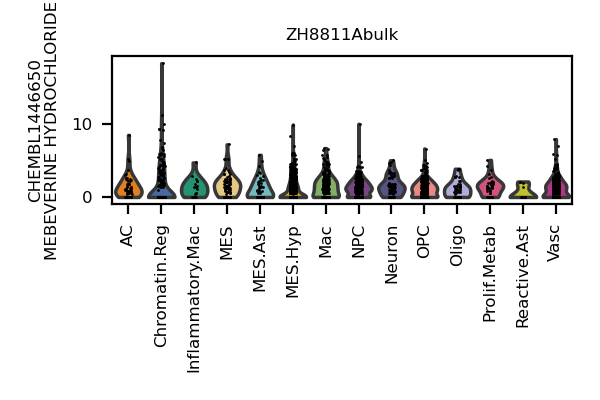 ZH8811Abulk
CHEMBL1446650
MEBEVERINE HYDROCHLORIDE
10
0
AC
Chromatin.Reg
Inflammatory.Mac
MES
MES.Ast
MES.Hyp
Mac
NPC
Neuron
OPC
Oligo
Prolif.Metab
Reactive.Ast
Vasc